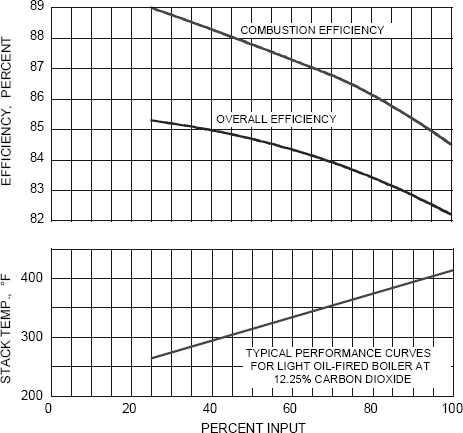 89
88
87
86
85
84
83
82
EFFICIENCY, PERCENT
COMBUSTION EFFICIENCY
OVERALL EFFICIENCY
400
300
200
STACK TEMP., °F
TYPICAL PERFORMANCE CURVES
FOR LIGHT OIL-FIRED BOILER AT
12.25% CARBON DIOXIDE
0 20 40 60 80 100
PERCENT INPUT